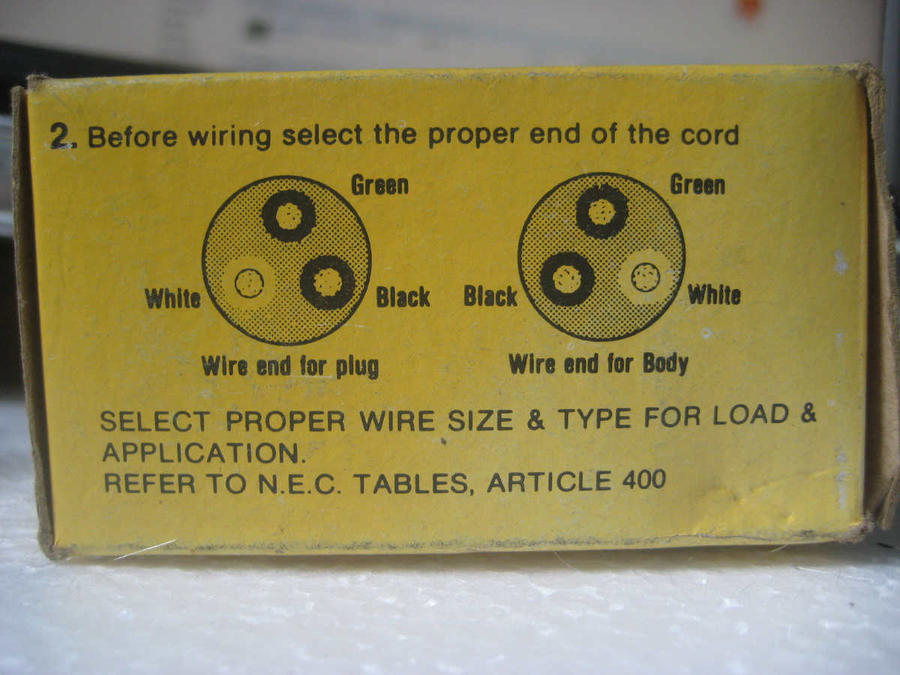 2. Before wiring select the proper end of the cord
Green
White
Black
Wire end for plug
Green
Black
White
Wire end for Body
SELECT PROPER WIRE SIZE & TYPE FOR LOAD &
APPLICATION.
REFER TO N.E.C. TABLES, ARTICLE 400